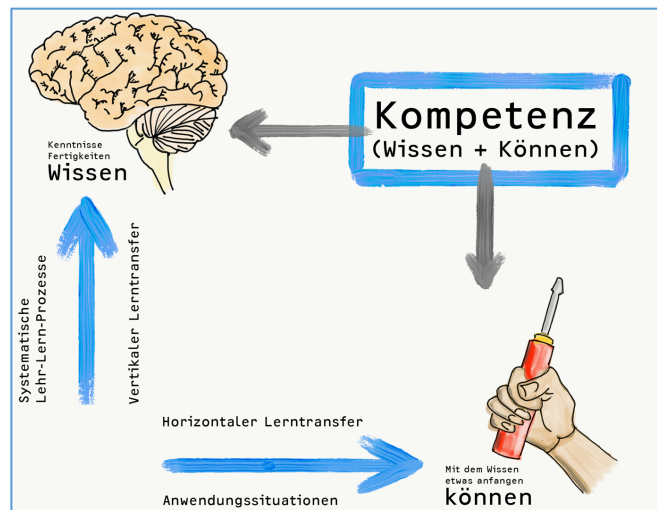 Kompetenz
(Wissen + Können)
Kenntnisse
Fertigkeiten
Wissen
Systematische
Lehr-Lern-Prozesse
Vertikaler Lerntransfer
Horizontaler Lerntransfer
Anwendungssituationen
Mit dem Wissen
etwas anfangen
können